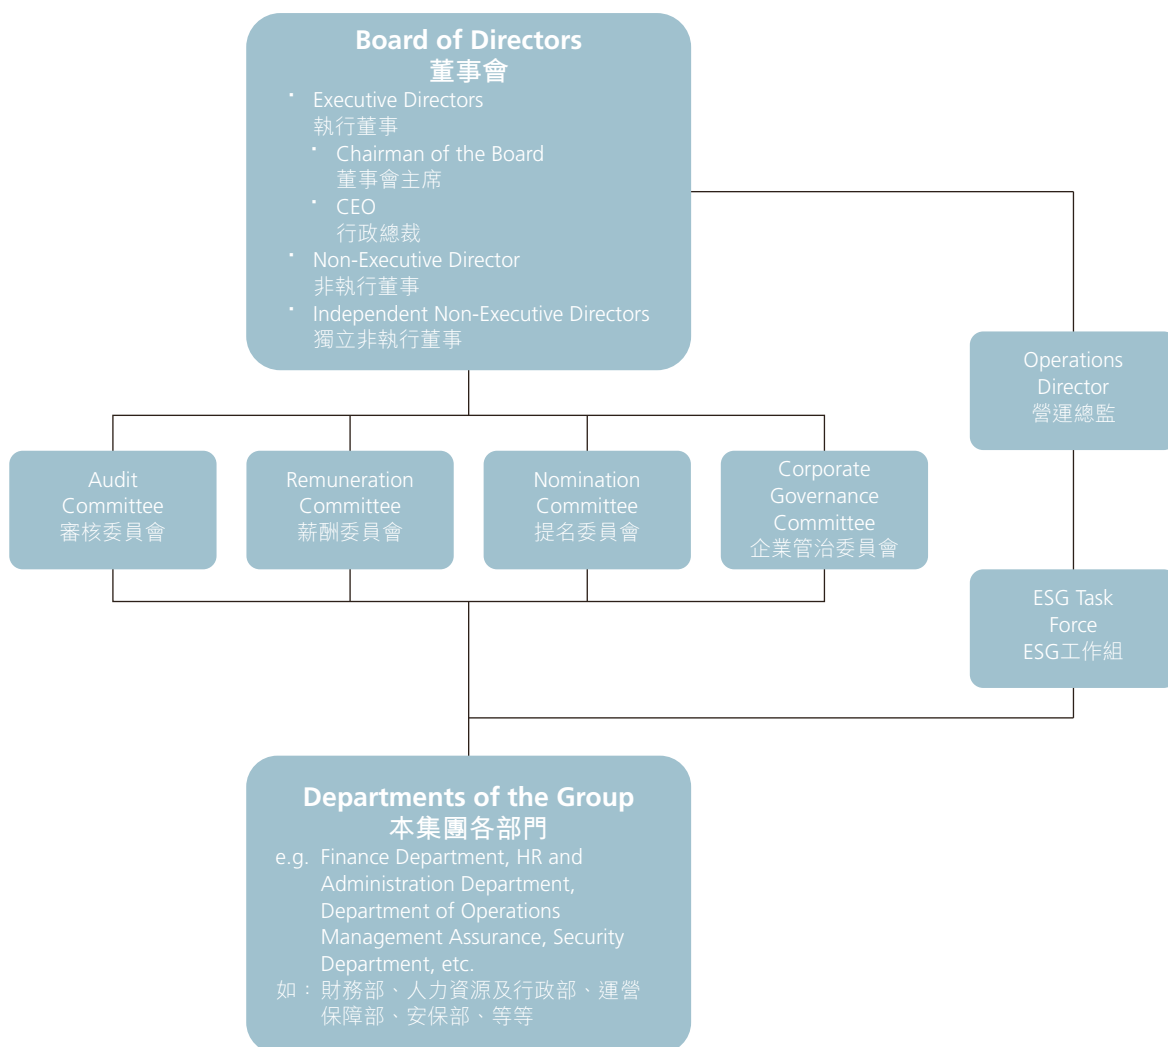 Board of Directors
董事會
• Executive Directors
執行董事
• Chairman of the Board
董事會主席
• CEO
行政總裁
• Non-Executive Director
非執行董事
• Independent Non-Executive Directors
獨立非執行董事
Operations
Director
營運總監
Audit
Committee
審核委員會
Remuneration
Committee
薪酬委員會
Nomination
Committee
提名委員會
Corporate
Governance
Committee
企業管治委員會
ESG Task
Force
ESG工作組
Departments of the Group
本集團各部門
e.g. Finance Department, HR and
Administration Department,
Department of Operations
Management Assurance, Security
Department, etc.
如：財務部、人力資源及行政部、運營
保障部、安保部、等等